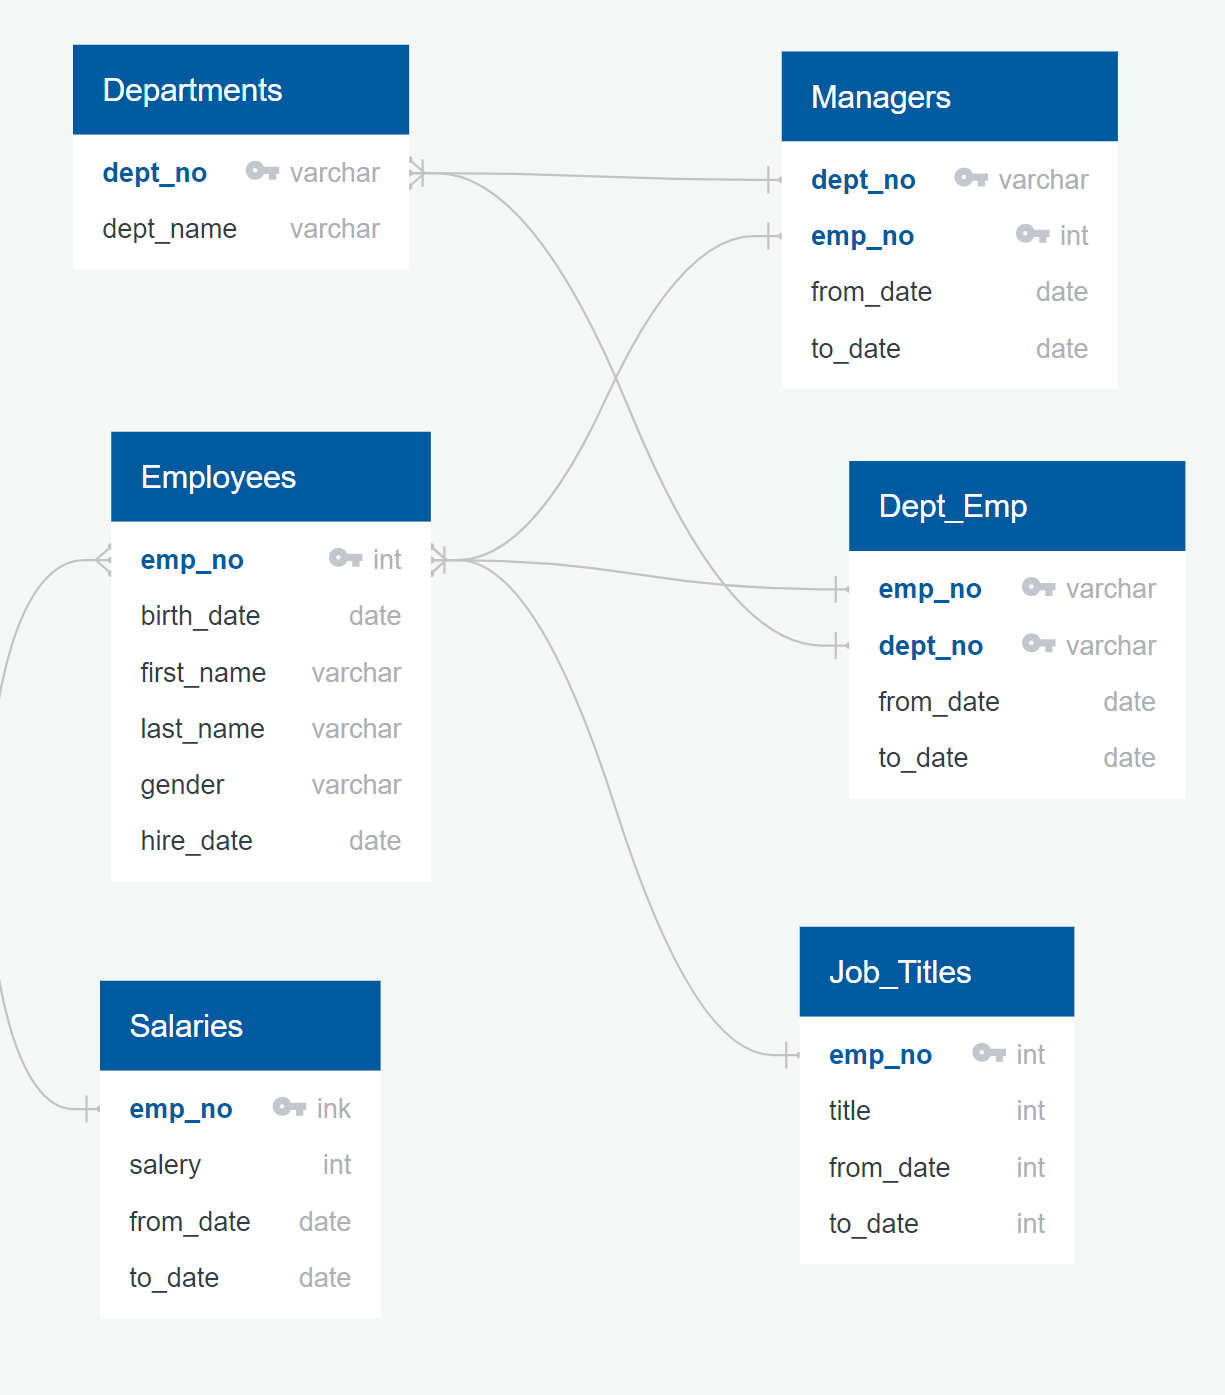 Departments
dept_no varchar
dept_name varchar
Managers
dept_no varchar
emp_no int
from_date date
to_date date
Employees
emp_no int
birth_date date
first_name varchar
last_name varchar
gender varchar
hire_date date
Dept_Emp
emp_no varchar
dept_no varchar
from_date date
to_date date
Salaries
emp_no ink
salery int
from_date date
to_date date
Job_Titles
emp_no int
title int
from_date int
to_date int